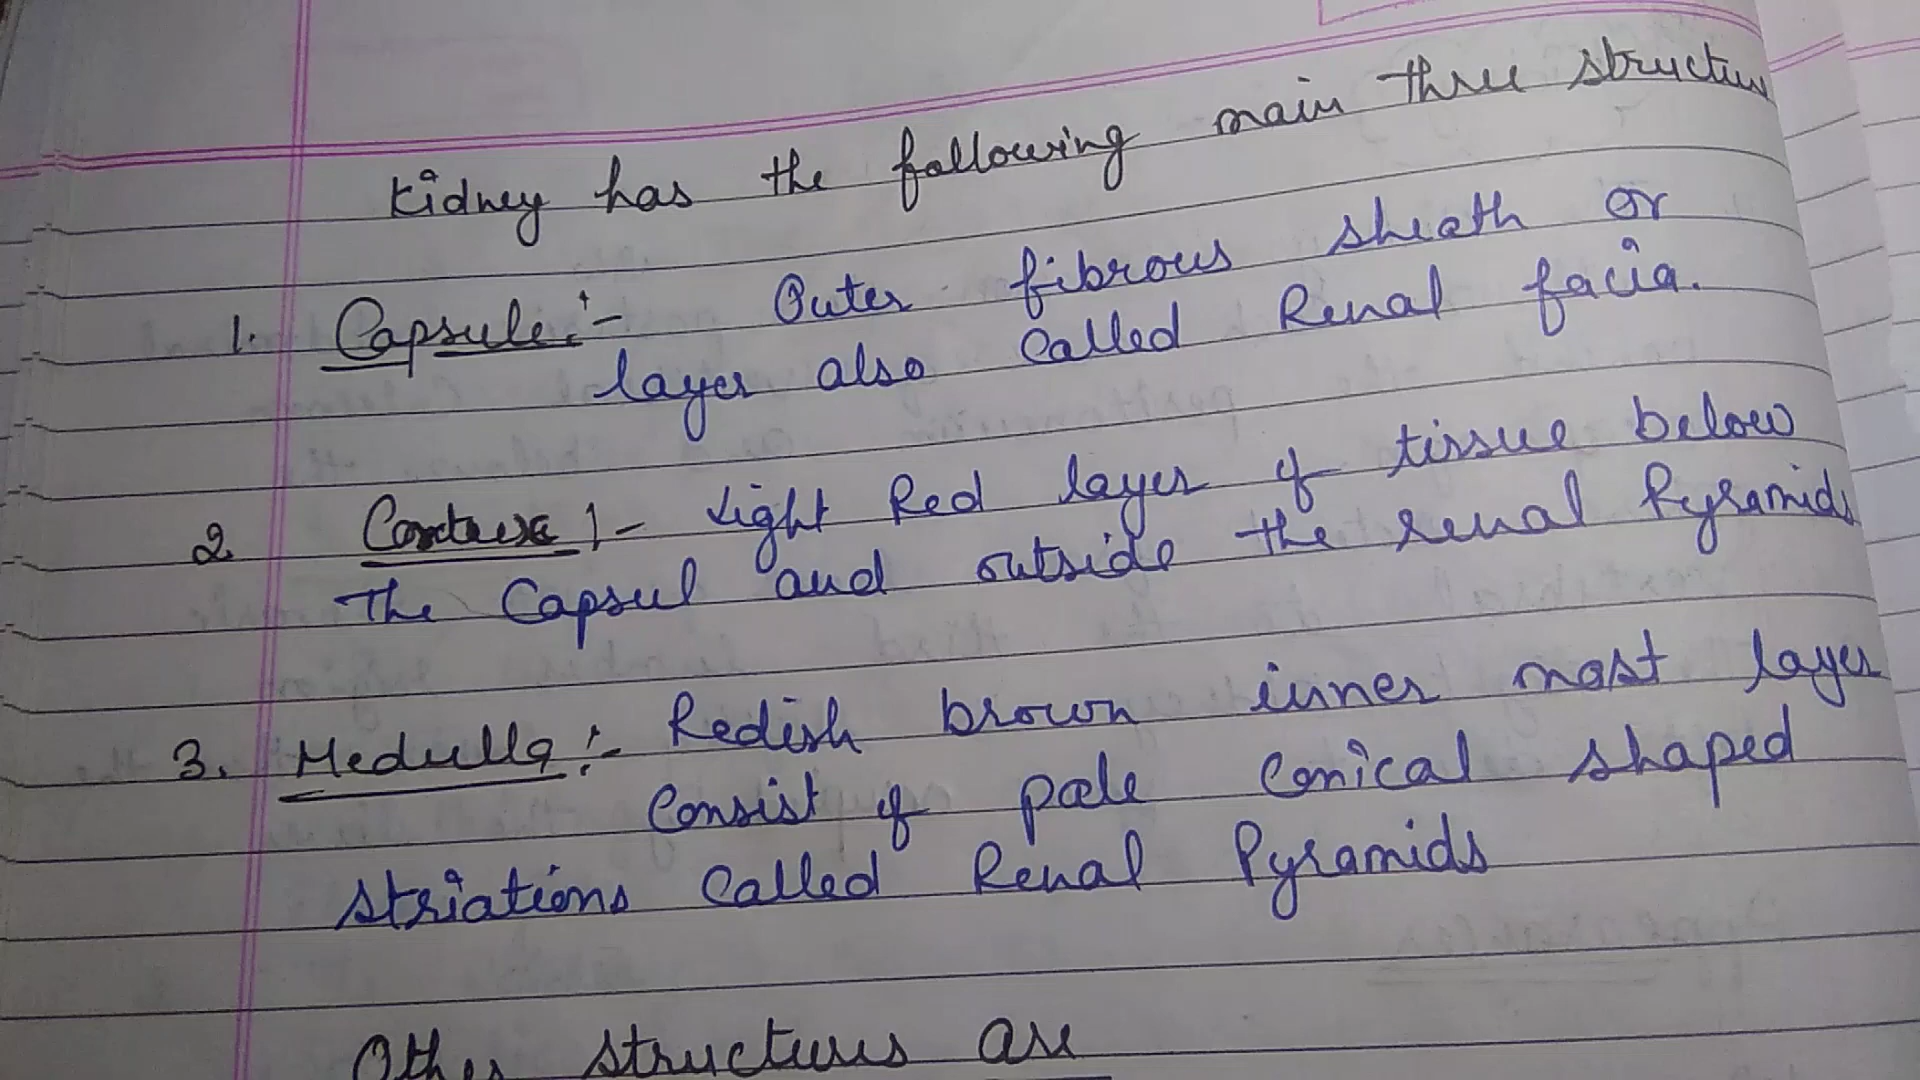 Kidney has the following main three structur
1. Capsule :- Outer fibrous sheath or
layer also called Renal facia.
2. Cortex :- Light Red layer of tissue below
The Capsul and outside the renal Pyramids
3. Medulla :- Redish brown inner most layer
Consist of pale Conical shaped
striations called Renal Pyramids
Other structures are